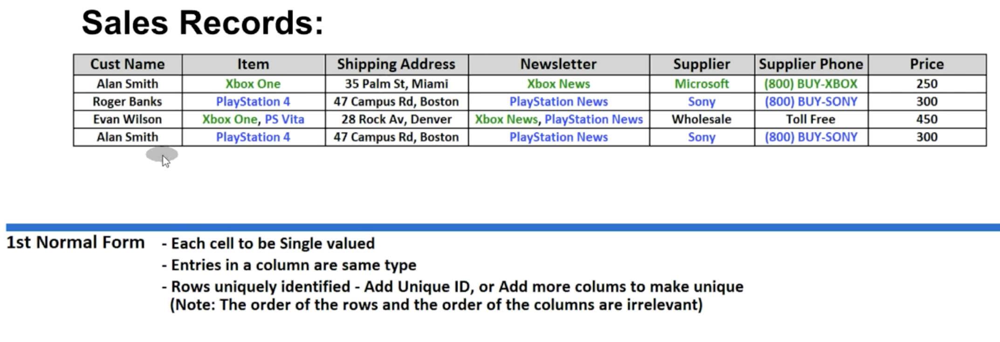 Sales Records:
Cust Name Item Shipping Address Newsletter Supplier Supplier Phone Price
Alan Smith Xbox One 35 Palm St, Miami Xbox News Microsoft (800) BUY-XBOX 250
Roger Banks PlayStation 4 47 Campus Rd, Boston PlayStation News Sony (800) BUY-SONY 300
Evan Wilson Xbox One, PS Vita 28 Rock Av, Denver Xbox News, PlayStation News Wholesale Toll Free 450
Alan Smith PlayStation 4 47 Campus Rd, Boston PlayStation News Sony (800) BUY-SONY 300
1st Normal Form - Each cell to be Single valued
- Entries in a column are same type
- Rows uniquely identified - Add Unique ID, or Add more colums to make unique
(Note: The order of the rows and the order of the columns are irrelevant)